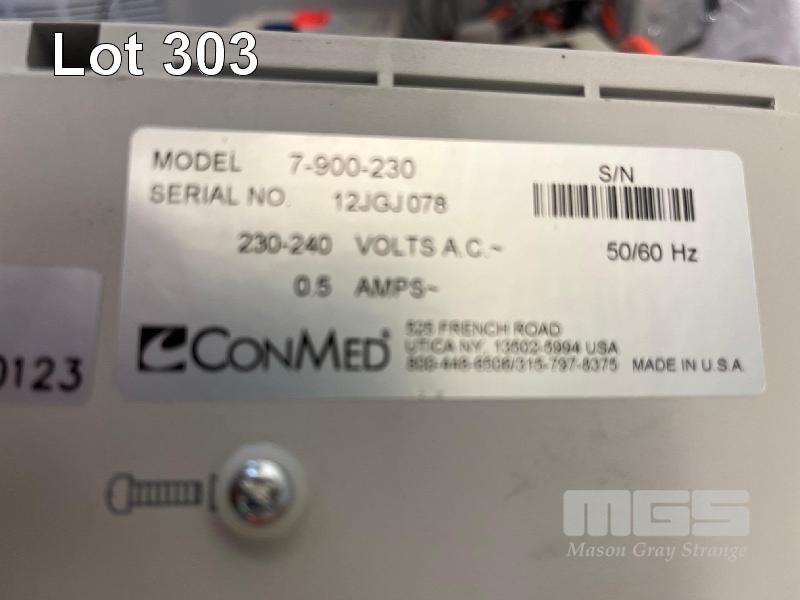 Lot 303
MODEL 7-900-230
S/N
SERIAL NO. 12JGJ078
230-240 VOLTS A.C.~ 50/60 Hz
0.5 AMPS~
CONMED®
525 FRENCH ROAD
UTICA NY, 13502-5994 USA
MADE IN U.S.A.
0123
MGS
Mason Gray Strange